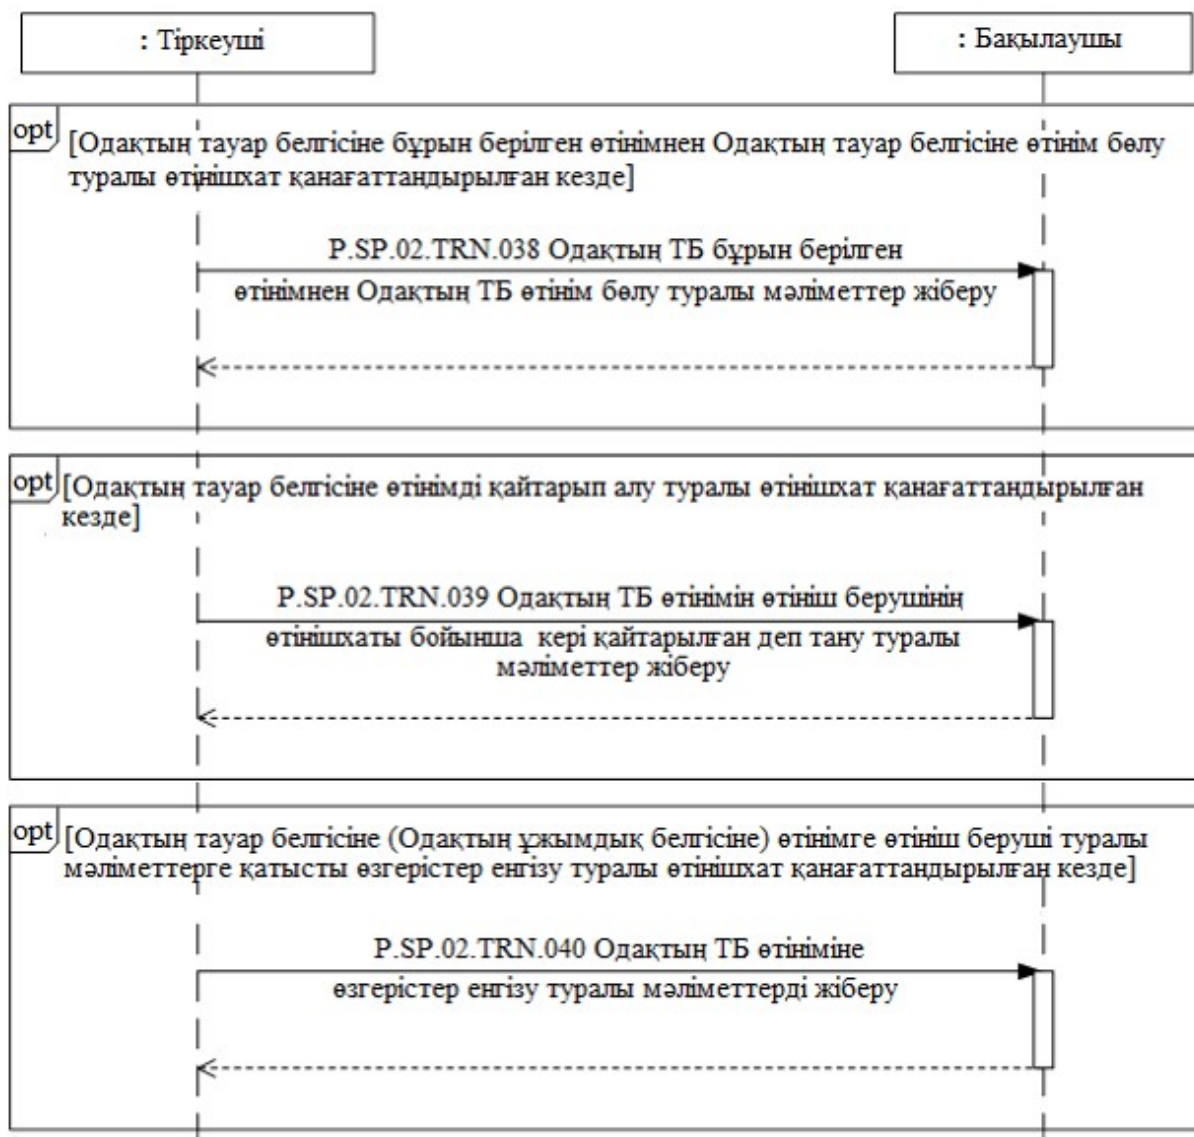 : Тіркеуші
: Бақылаушы
opt
[Одақтың тауар белгісіне бұрын берілген өтінімнен Одақтың тауар белгісіне өтінім бөлу
туралы өтінішхат қанағаттандырылған кезде]
P.SP.02.TRN.038 Одақтың ТБ бұрын берілген
өтінімнен Одақтың ТБ өтінім бөлу туралы мәліметтер жіберу
opt
[Одақтың тауар белгісіне өтінімді қайтарып алу туралы өтінішхат қанағаттандырылған
кезде]
P.SP.02.TRN.039 Одақтың ТБ өтінімін өтініш берушінің
өтінішхаты бойынша кері қайтарылған деп тану туралы
мәліметтер жіберу
opt
[Одақтың тауар белгісіне (Одақтың ұжымдық белгісіне) өтінімге өтініш беруші туралы
мәліметтерге қатысты өзгерістер енгізу туралы өтінішхат қанағаттандырылған кезде]
P.SP.02.TRN.040 Одақтың ТБ өтініміне
өзгерістер енгізу туралы мәліметтерді жіберу